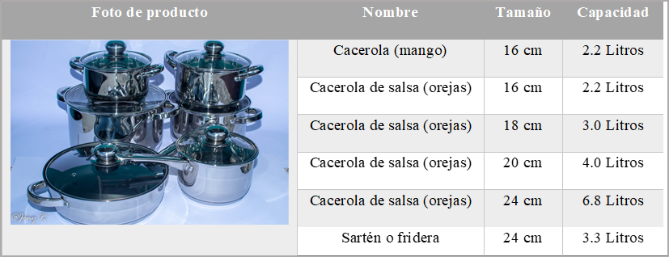 Foto de producto Nombre Tamaño Capacidad
Cacerola (mango) 16 cm 2.2 Litros
Cacerola de salsa (orejas) 16 cm 2.2 Litros
Cacerola de salsa (orejas) 18 cm 3.0 Litros
Cacerola de salsa (orejas) 20 cm 4.0 Litros
Cacerola de salsa (orejas) 24 cm 6.8 Litros
Sartén o fridera 24 cm 3.3 Litros